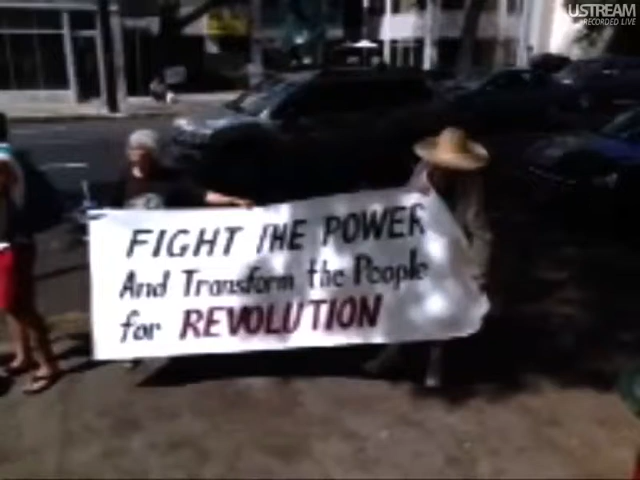 USTREAM
RECORDED LIVE
FIGHT THE POWER
And Transform the People
for REVOLUTION